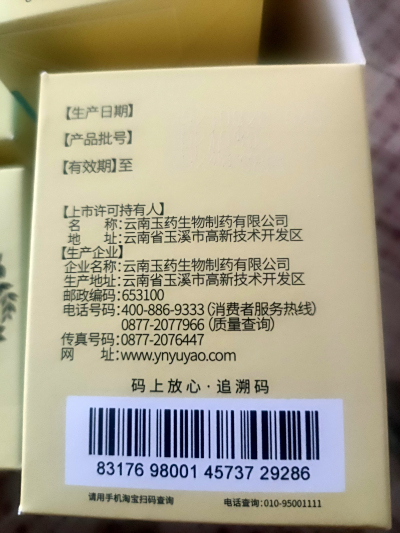 【生产日期】
【产品批号】
【有效期】至
【上市许可持有人】
名 称:云南玉药生物制药有限公司
地 址:云南省玉溪市高新技术开发区
【生产企业】
企业名称:云南玉药生物制药有限公司
生产地址:云南省玉溪市高新技术开发区
邮政编码:653100
电话号码:400-886-9333(消费者服务热线)
0877-2077966(质量查询)
传真号码:0877-2076447
网 址:www.ynyuyao.com
码上放心·追溯码
83176 98001 45737 29286
请用手机淘宝扫码查询 电话查询:010-95001111